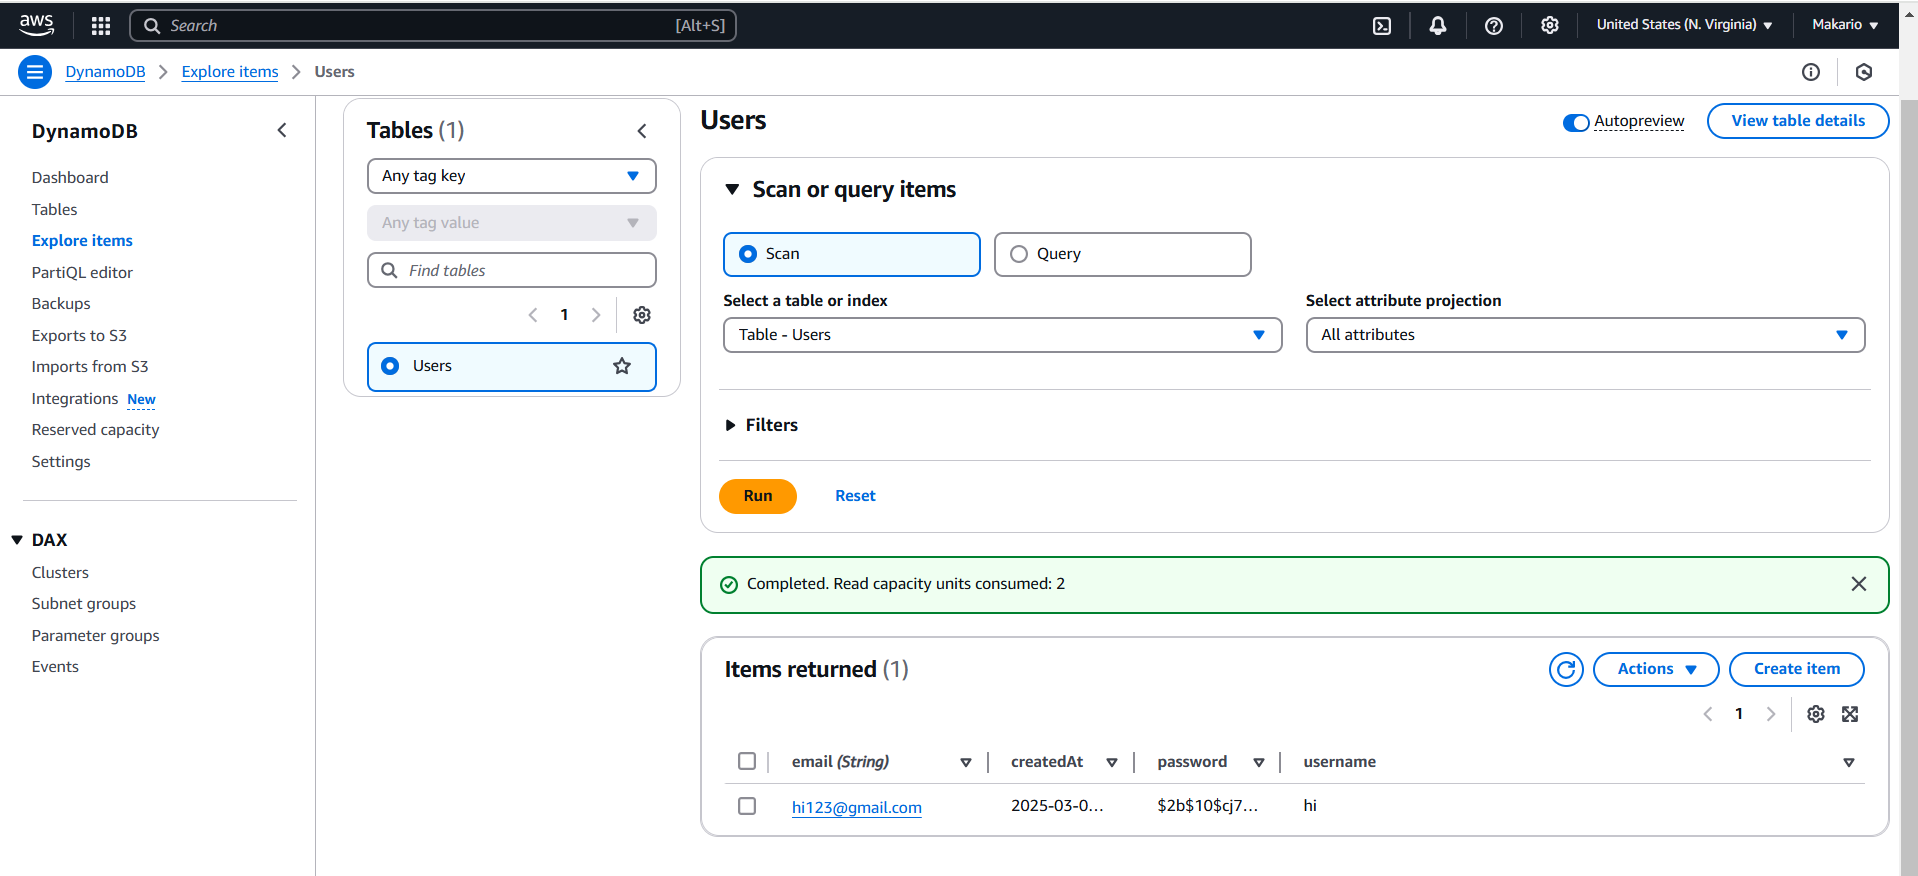 aws
Search [Alt+S]
United States (N. Virginia)
Makario
DynamoDB
Explore items
Users
DynamoDB
Dashboard
Tables
Explore items
PartiQL editor
Backups
Exports to S3
Imports from S3
Integrations New
Reserved capacity
Settings
DAX
Clusters
Subnet groups
Parameter groups
Events
Tables (1)
Any tag key
Any tag value
Find tables
1
Users
Users
Autopreview
View table details
Scan or query items
Scan
Query
Select a table or index
Table - Users
Select attribute projection
All attributes
Filters
Run
Reset
Completed. Read capacity units consumed: 2
Items returned (1)
Actions
Create item
1
email (String) createdAt password username
hi123@gmail.com 2025-03-0... $2b$10$cj7... hi